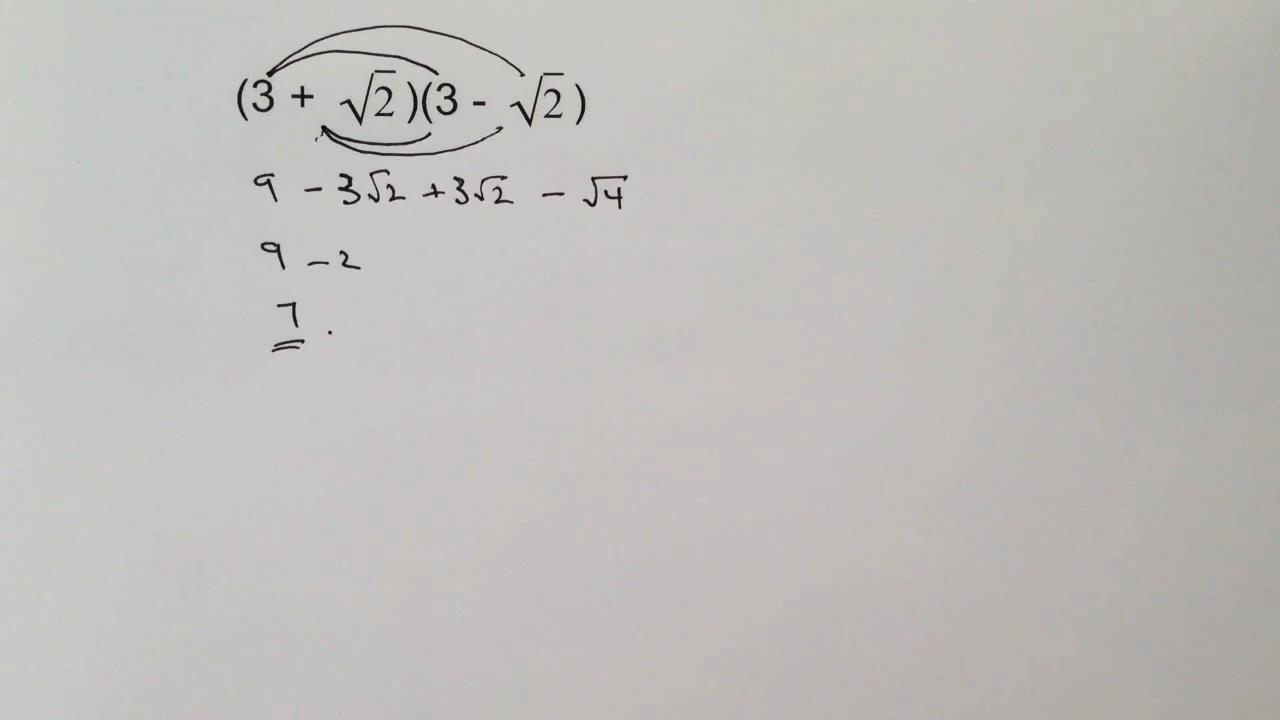 (3 + √2)(3 - √2)
9 - 3√2 + 3√2 - √4
9 - 2
7.